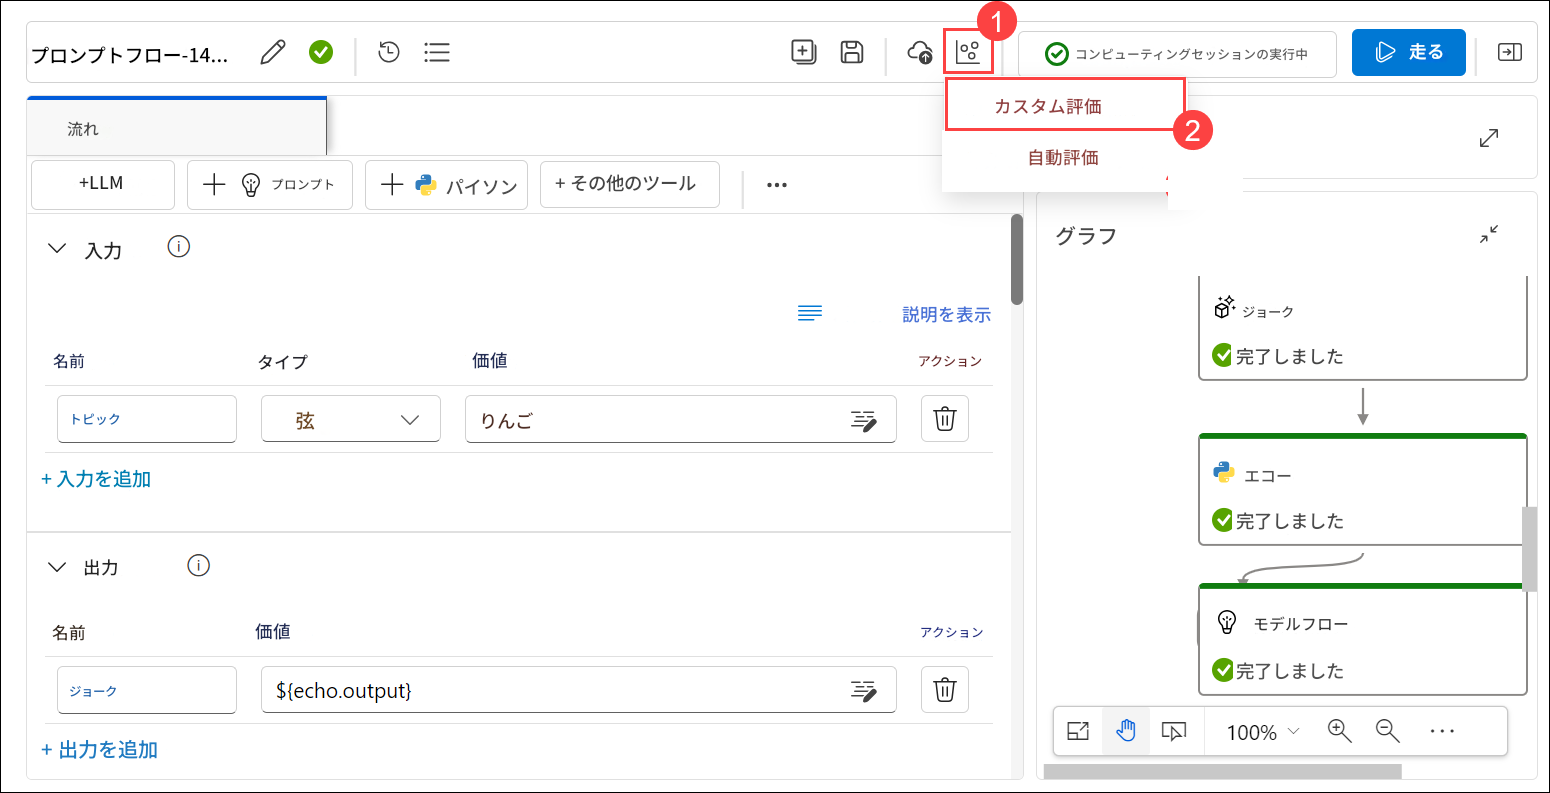 1
プロンプトフロー-14...
コンピューティングセッションの実行中
走る
カスタム評価
2
自動評価
流れ
+LLM
プロンプト
パイソン
+ その他のツール
入力
説明を表示
名前 タイプ 価値 アクション
トピック 弦 りんご
+ 入力を追加
出力
名前 価値 アクション
ジョーク ${echo.output}
+ 出力を追加
グラフ
ジョーク
完了しました
エコー
完了しました
モデルフロー
完了しました
100%